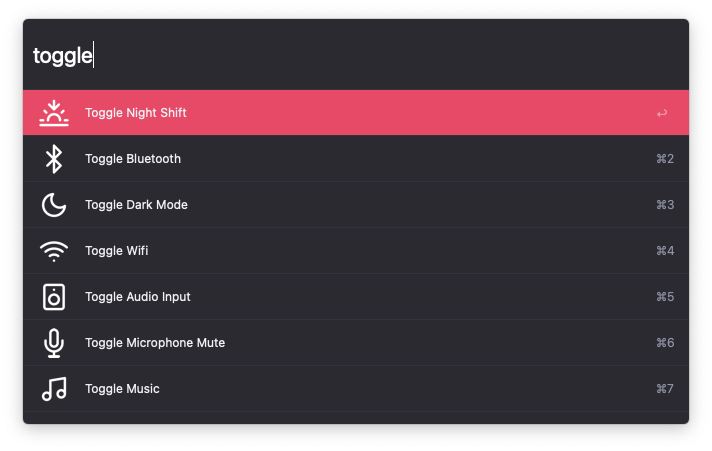 toggle
Toggle Night Shift ↩
Toggle Bluetooth ⌘2
Toggle Dark Mode ⌘3
Toggle Wifi ⌘4
Toggle Audio Input ⌘5
Toggle Microphone Mute ⌘6
Toggle Music ⌘7